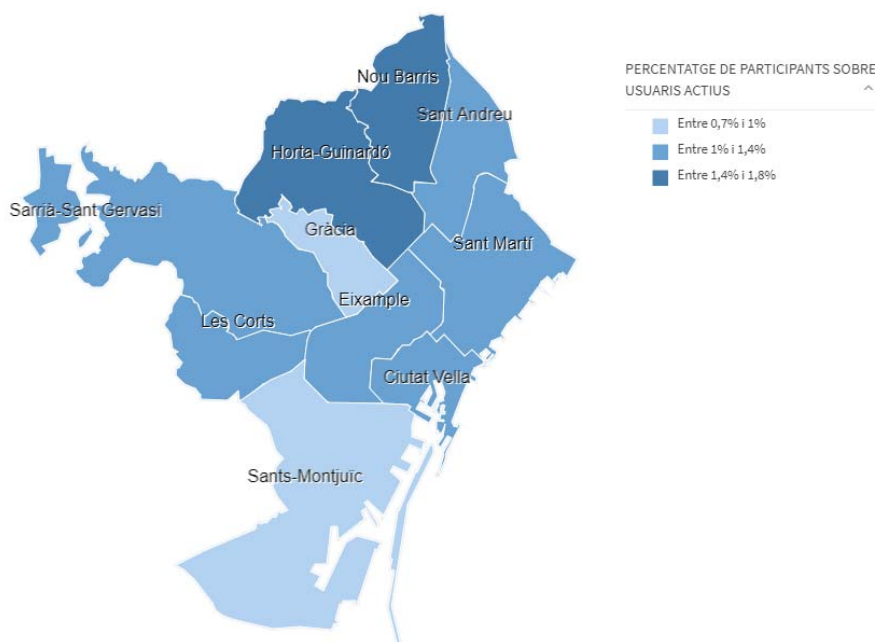 Nou Barris
Sant Andreu
Horta-Guinardó
Sarrià-Sant Gervasi
Gràcia
Sant Martí
Eixample
Les Corts
Ciutat Vella
Sants-Montjuïc
PERCENTATGE DE PARTICIPANTS SOBRE
USUARIS ACTIUS
Entre 0,7% i 1%
Entre 1% i 1,4%
Entre 1,4% i 1,8%